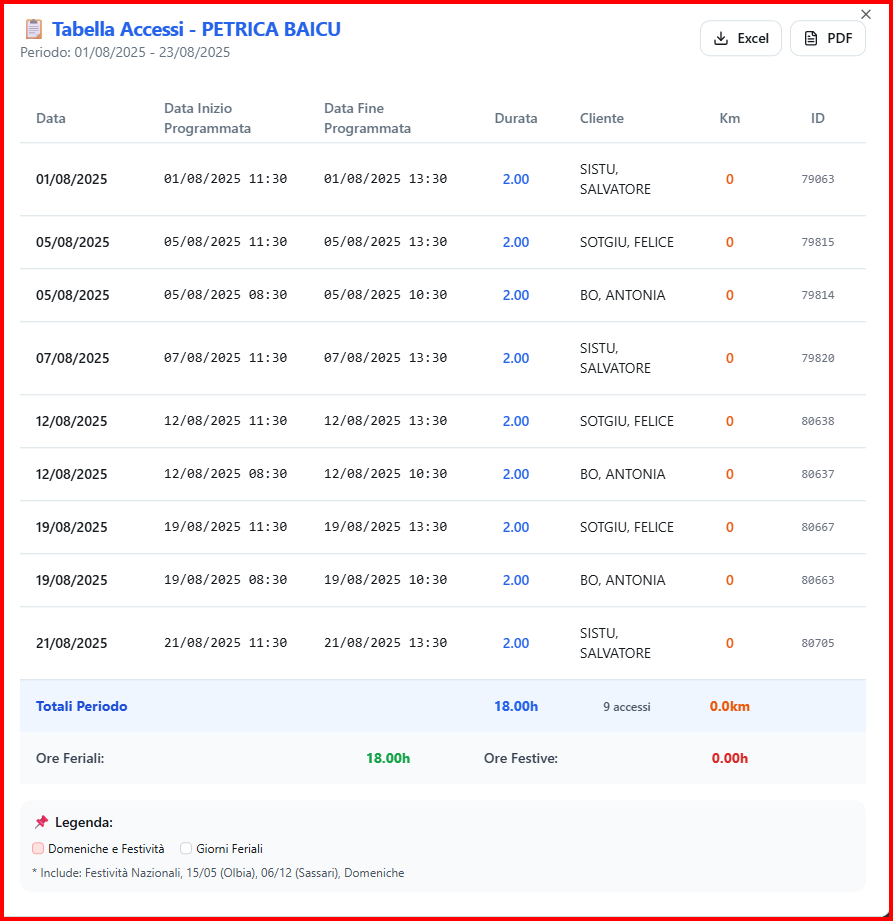 Tabella Accessi - PETRICA BAICU
Periodo: 01/08/2025 - 23/08/2025
Excel
PDF
Data Data Inizio Programmata Data Fine Programmata Durata Cliente Km ID
01/08/2025 01/08/2025 11:30 01/08/2025 13:30 2.00 SISTU, SALVATORE 0 79063
05/08/2025 05/08/2025 11:30 05/08/2025 13:30 2.00 SOTGIU, FELICE 0 79815
05/08/2025 05/08/2025 08:30 05/08/2025 10:30 2.00 BO, ANTONIA 0 79814
07/08/2025 07/08/2025 11:30 07/08/2025 13:30 2.00 SISTU, SALVATORE 0 79820
12/08/2025 12/08/2025 11:30 12/08/2025 13:30 2.00 SOTGIU, FELICE 0 80638
12/08/2025 12/08/2025 08:30 12/08/2025 10:30 2.00 BO, ANTONIA 0 80637
19/08/2025 19/08/2025 11:30 19/08/2025 13:30 2.00 SOTGIU, FELICE 0 80667
19/08/2025 19/08/2025 08:30 19/08/2025 10:30 2.00 BO, ANTONIA 0 80663
21/08/2025 21/08/2025 11:30 21/08/2025 13:30 2.00 SISTU, SALVATORE 0 80705
Totali Periodo 18.00h 9 accessi 0.0km
Ore Feriali: 18.00h Ore Festive: 0.00h
Legenda:
Domeniche e Festività Giorni Feriali
* Include: Festività Nazionali, 15/05 (Olbia), 06/12 (Sassari), Domeniche